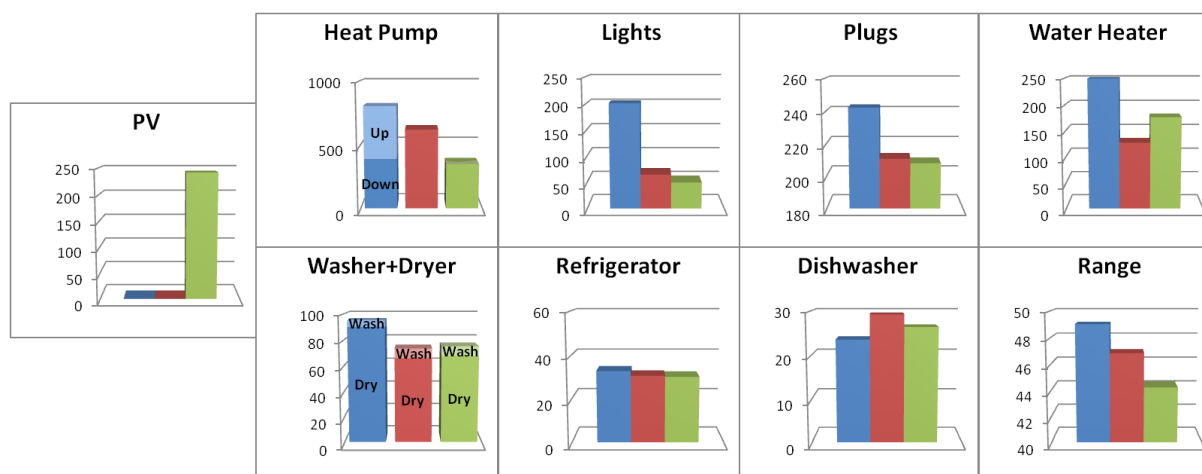 PV
250
200
150
100
50
0
Heat Pump
1000
500
0
Up
Down
Lights
250
200
150
100
50
0
Plugs
260
240
220
200
180
Water Heater
250
200
150
100
50
0
Washer+Dryer
100
80
60
40
20
0
Wash
Wash
Wash
Dry
Dry
Dry
Refrigerator
60
40
20
0
Dishwasher
30
20
10
0
Range
50
48
46
44
42
40